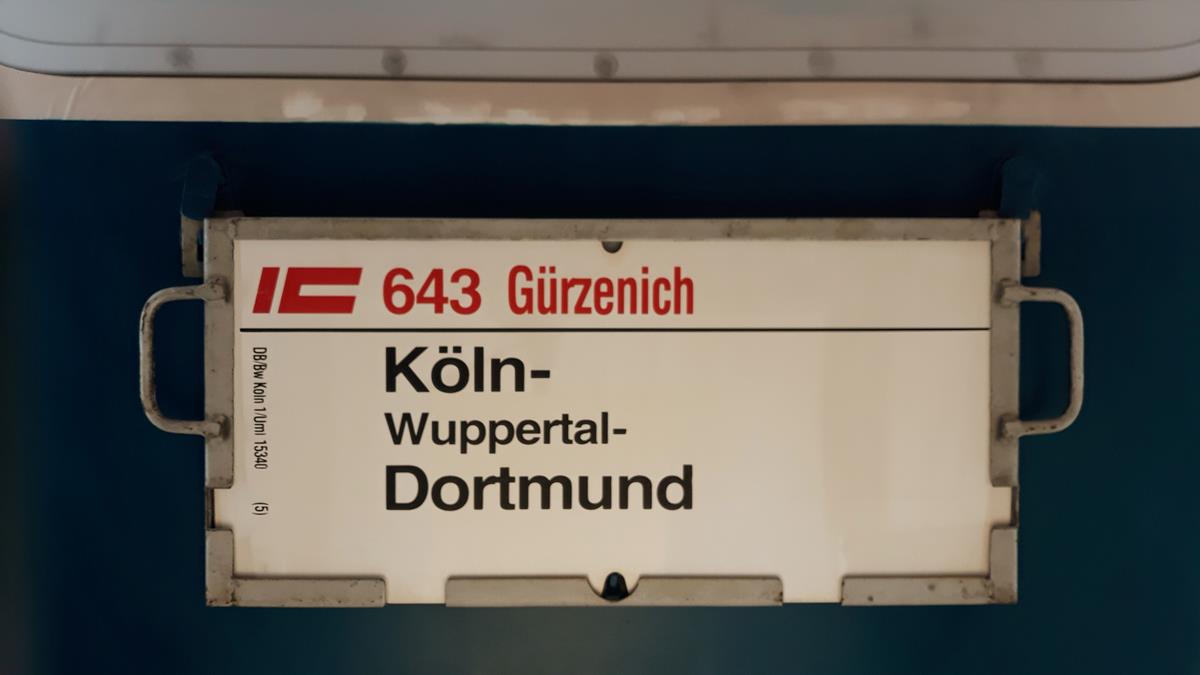 IC 643 Gürzenich
Köln-
Wuppertal-
Dortmund
DB/Bw Köln 1/Uml 15340 (5)